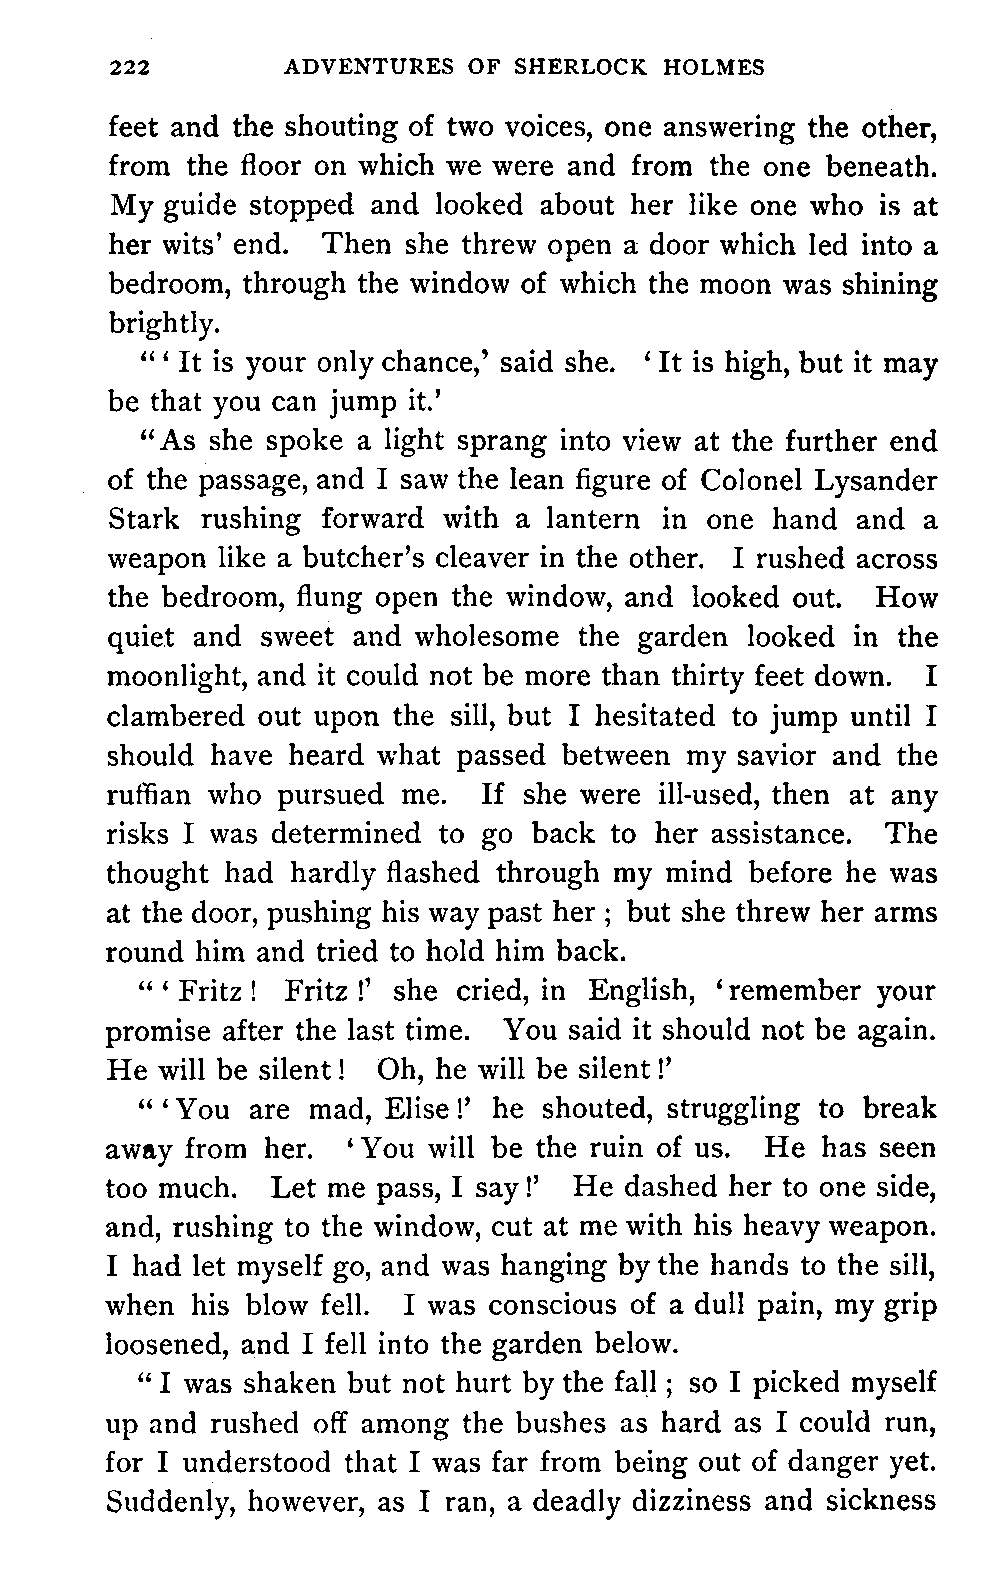 222 ADVENTURES OF SHERLOCK HOLMES
feet and the shouting of two voices, one answering the other,
from the floor on which we were and from the one beneath.
My guide stopped and looked about her like one who is at
her wits' end. Then she threw open a door which led into a
bedroom, through the window of which the moon was shining
brightly.
"'It is your only chance,' said she. 'It is high, but it may
be that you can jump it.'
"As she spoke a light sprang into view at the further end
of the passage, and I saw the lean figure of Colonel Lysander
Stark rushing forward with a lantern in one hand and a
weapon like a butcher's cleaver in the other. I rushed across
the bedroom, flung open the window, and looked out. How
quiet and sweet and wholesome the garden looked in the
moonlight, and it could not be more than thirty feet down. I
clambered out upon the sill, but I hesitated to jump until I
should have heard what passed between my savior and the
ruffian who pursued me. If she were ill-used, then at any
risks I was determined to go back to her assistance. The
thought had hardly flashed through my mind before he was
at the door, pushing his way past her; but she threw her arms
round him and tried to hold him back.
"'Fritz! Fritz!' she cried, in English, 'remember your
promise after the last time. You said it should not be again.
He will be silent! Oh, he will be silent!'
"'You are mad, Elise!' he shouted, struggling to break
away from her. 'You will be the ruin of us. He has seen
too much. Let me pass, I say!' He dashed her to one side,
and, rushing to the window, cut at me with his heavy weapon.
I had let myself go, and was hanging by the hands to the sill,
when his blow fell. I was conscious of a dull pain, my grip
loosened, and I fell into the garden below.
"I was shaken but not hurt by the fall; so I picked myself
up and rushed off among the bushes as hard as I could run,
for I understood that I was far from being out of danger yet.
Suddenly, however, as I ran, a deadly dizziness and sickness